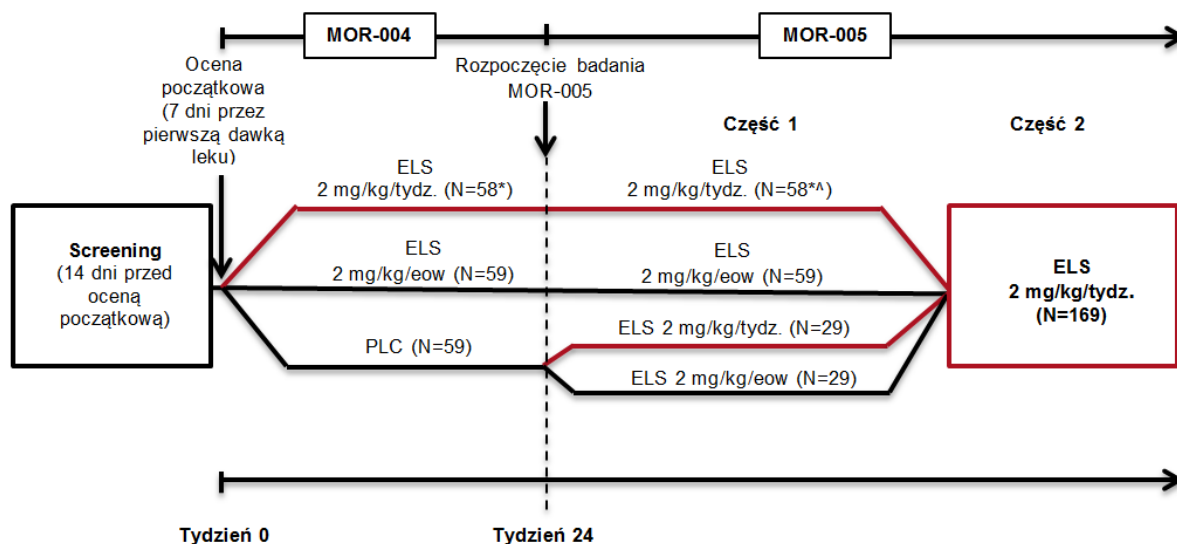 MOR-004
MOR-005
Ocena
początkowa
(7 dni przez
pierwszą dawką
leku)
Rozpoczęcie badania
MOR-005
Część 1
Część 2
Screening
(14 dni przed
oceną
początkową)
ELS
2 mg/kg/tydz. (N=58*)
ELS
2 mg/kg/tydz. (N=58*^)
ELS
2 mg/kg/eow (N=59)
ELS
2 mg/kg/eow (N=59)
PLC (N=59)
ELS 2 mg/kg/tydz. (N=29)
ELS 2 mg/kg/eow (N=29)
ELS
2 mg/kg/tydz.
(N=169)
Tydzień 0
Tydzień 24